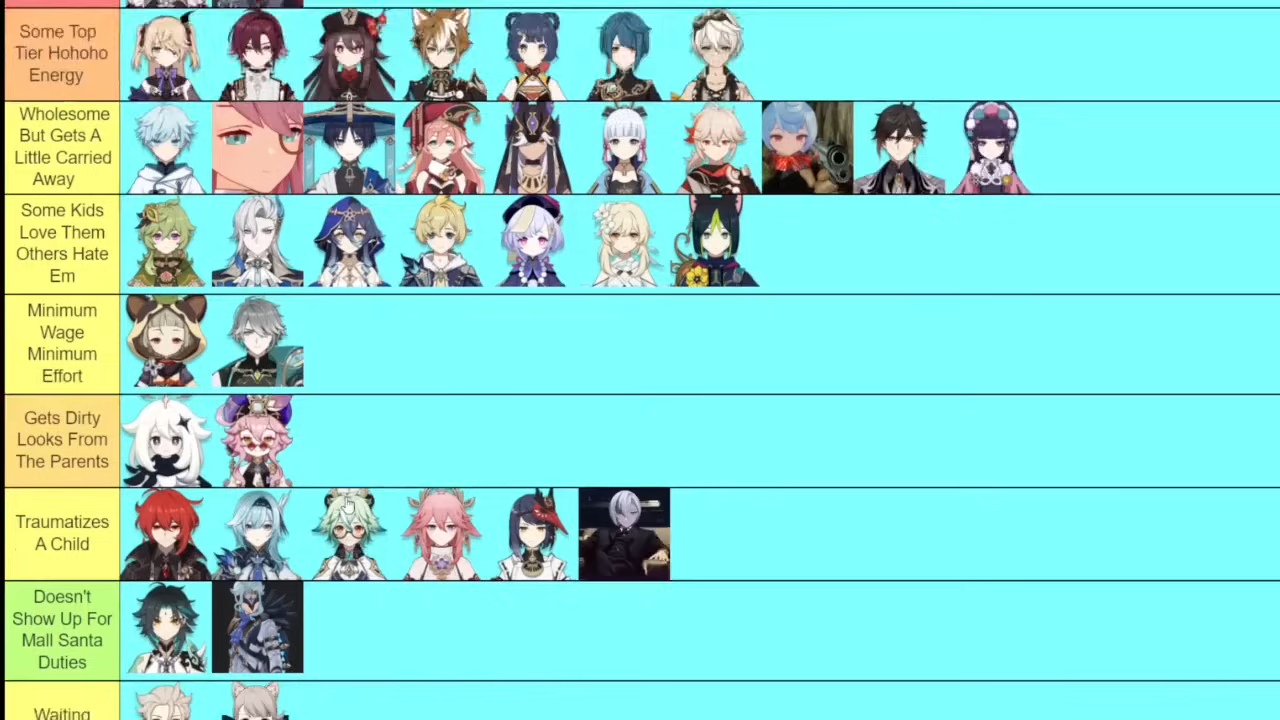 Some Top
Tier Hohoho
Energy
Wholesome
But Gets A
Little Carried
Away
Some Kids
Love Them
Others Hate
Em
Minimum
Wage
Minimum
Effort
Gets Dirty
Looks From
The Parents
Traumatizes
A Child
Doesn't
Show Up For
Mall Santa
Duties
Waiting